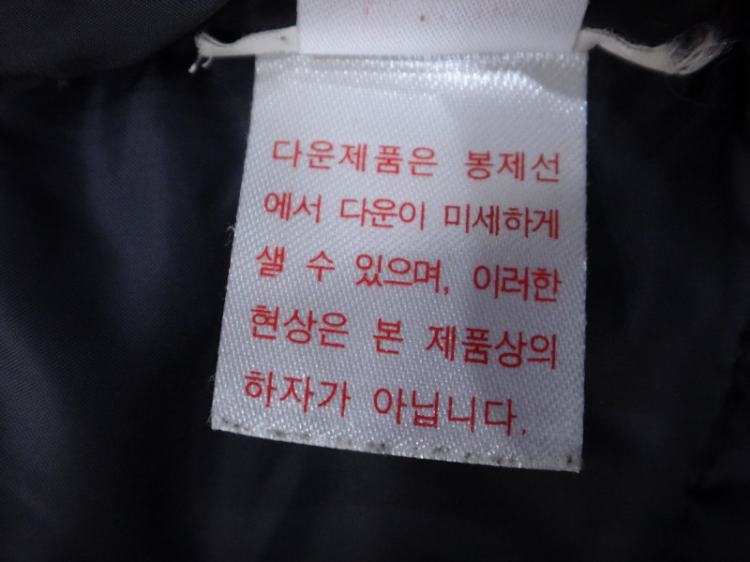 다운제품은 봉제선
에서 다운이 미세하게
샐 수 있으며, 이러한
현상은 본 제품상의
하자가 아닙니다.